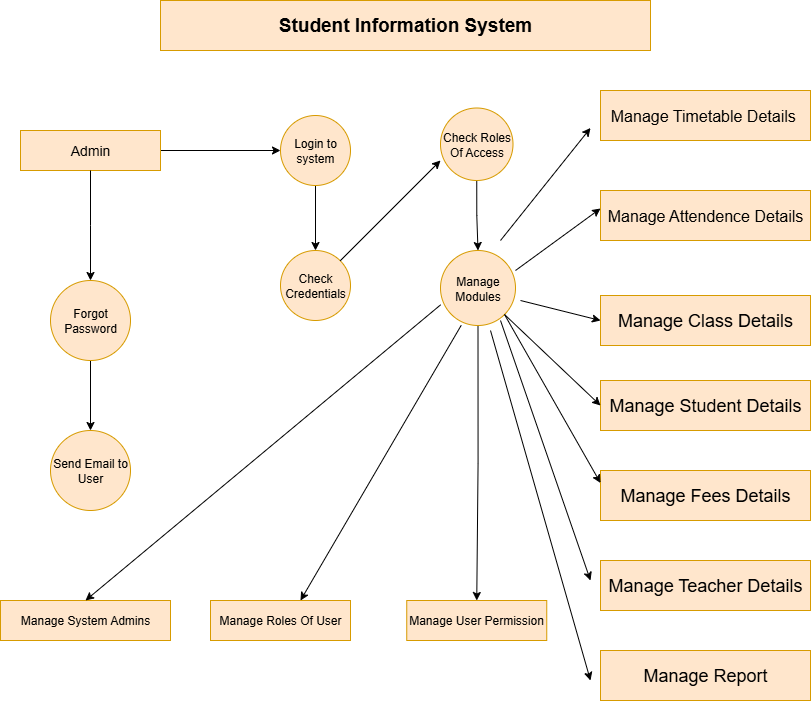 Student Information System
Admin
Login to
system
Check Roles
Of Access
Manage Timetable Details
Manage Attendence Details
Forgot
Password
Check
Credentials
Manage
Modules
Manage Class Details
Manage Student Details
Send Email to
User
Manage Fees Details
Manage Teacher Details
Manage System Admins
Manage Roles Of User
Manage User Permission
Manage Report